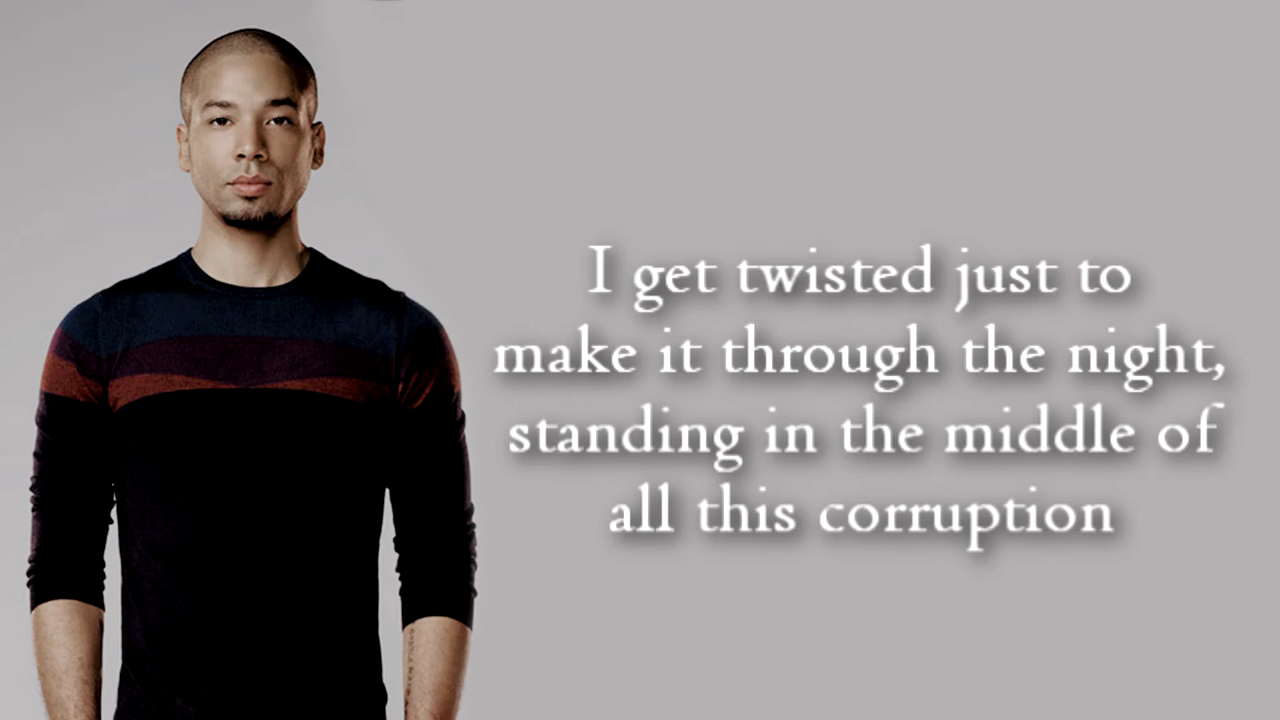 I get twisted just to
make it through the night,
standing in the middle of
all this corruption